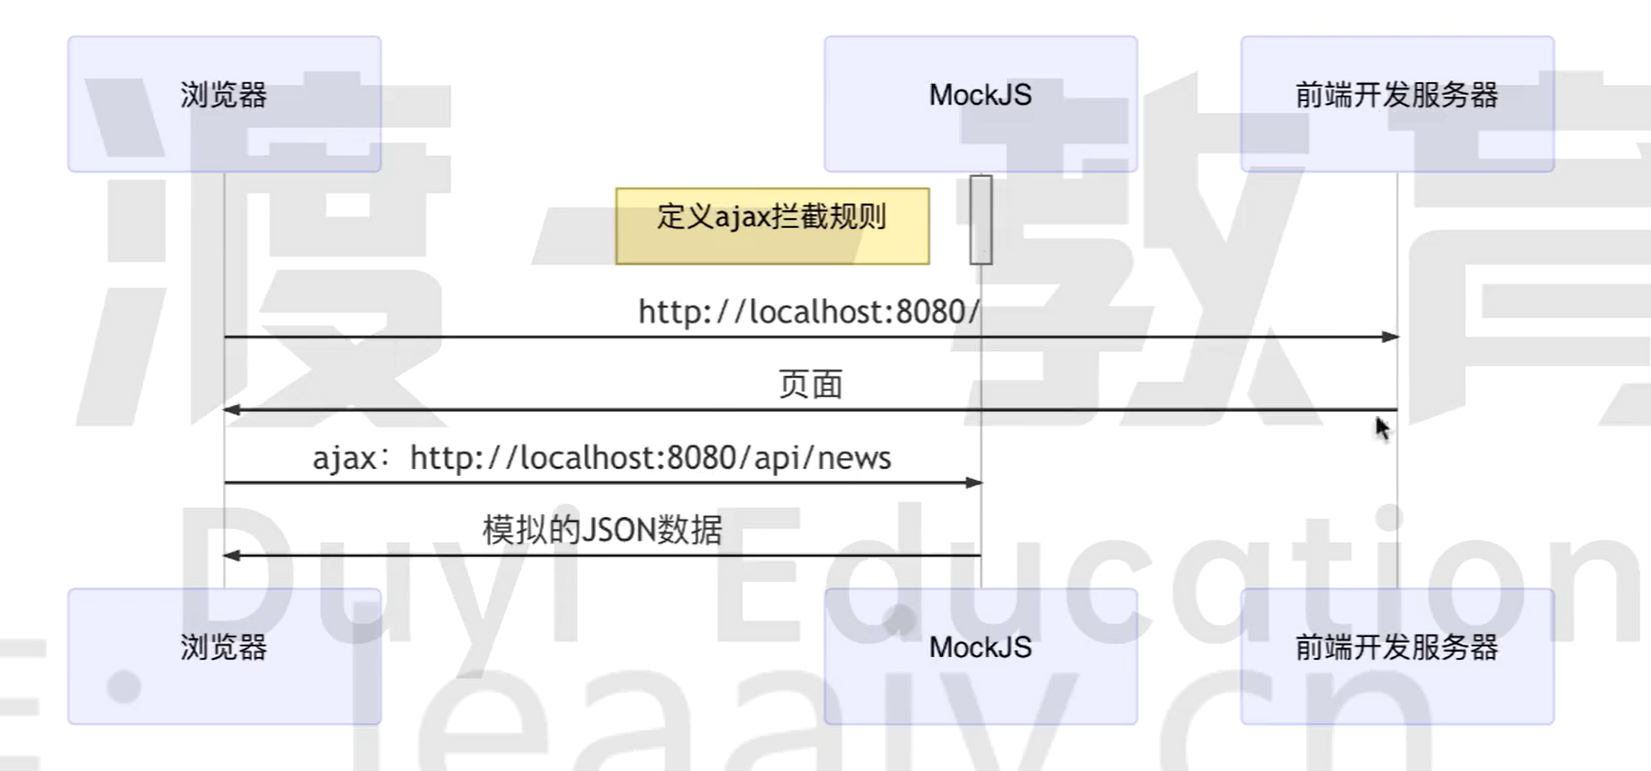 浏览器
MockJS
前端开发服务器
定义ajax拦截规则
http://localhost:8080/
页面
ajax：http://localhost:8080/api/news
模拟的JSON数据
浏览器
MockJS
前端开发服务器
渡一教育
Duyi Education